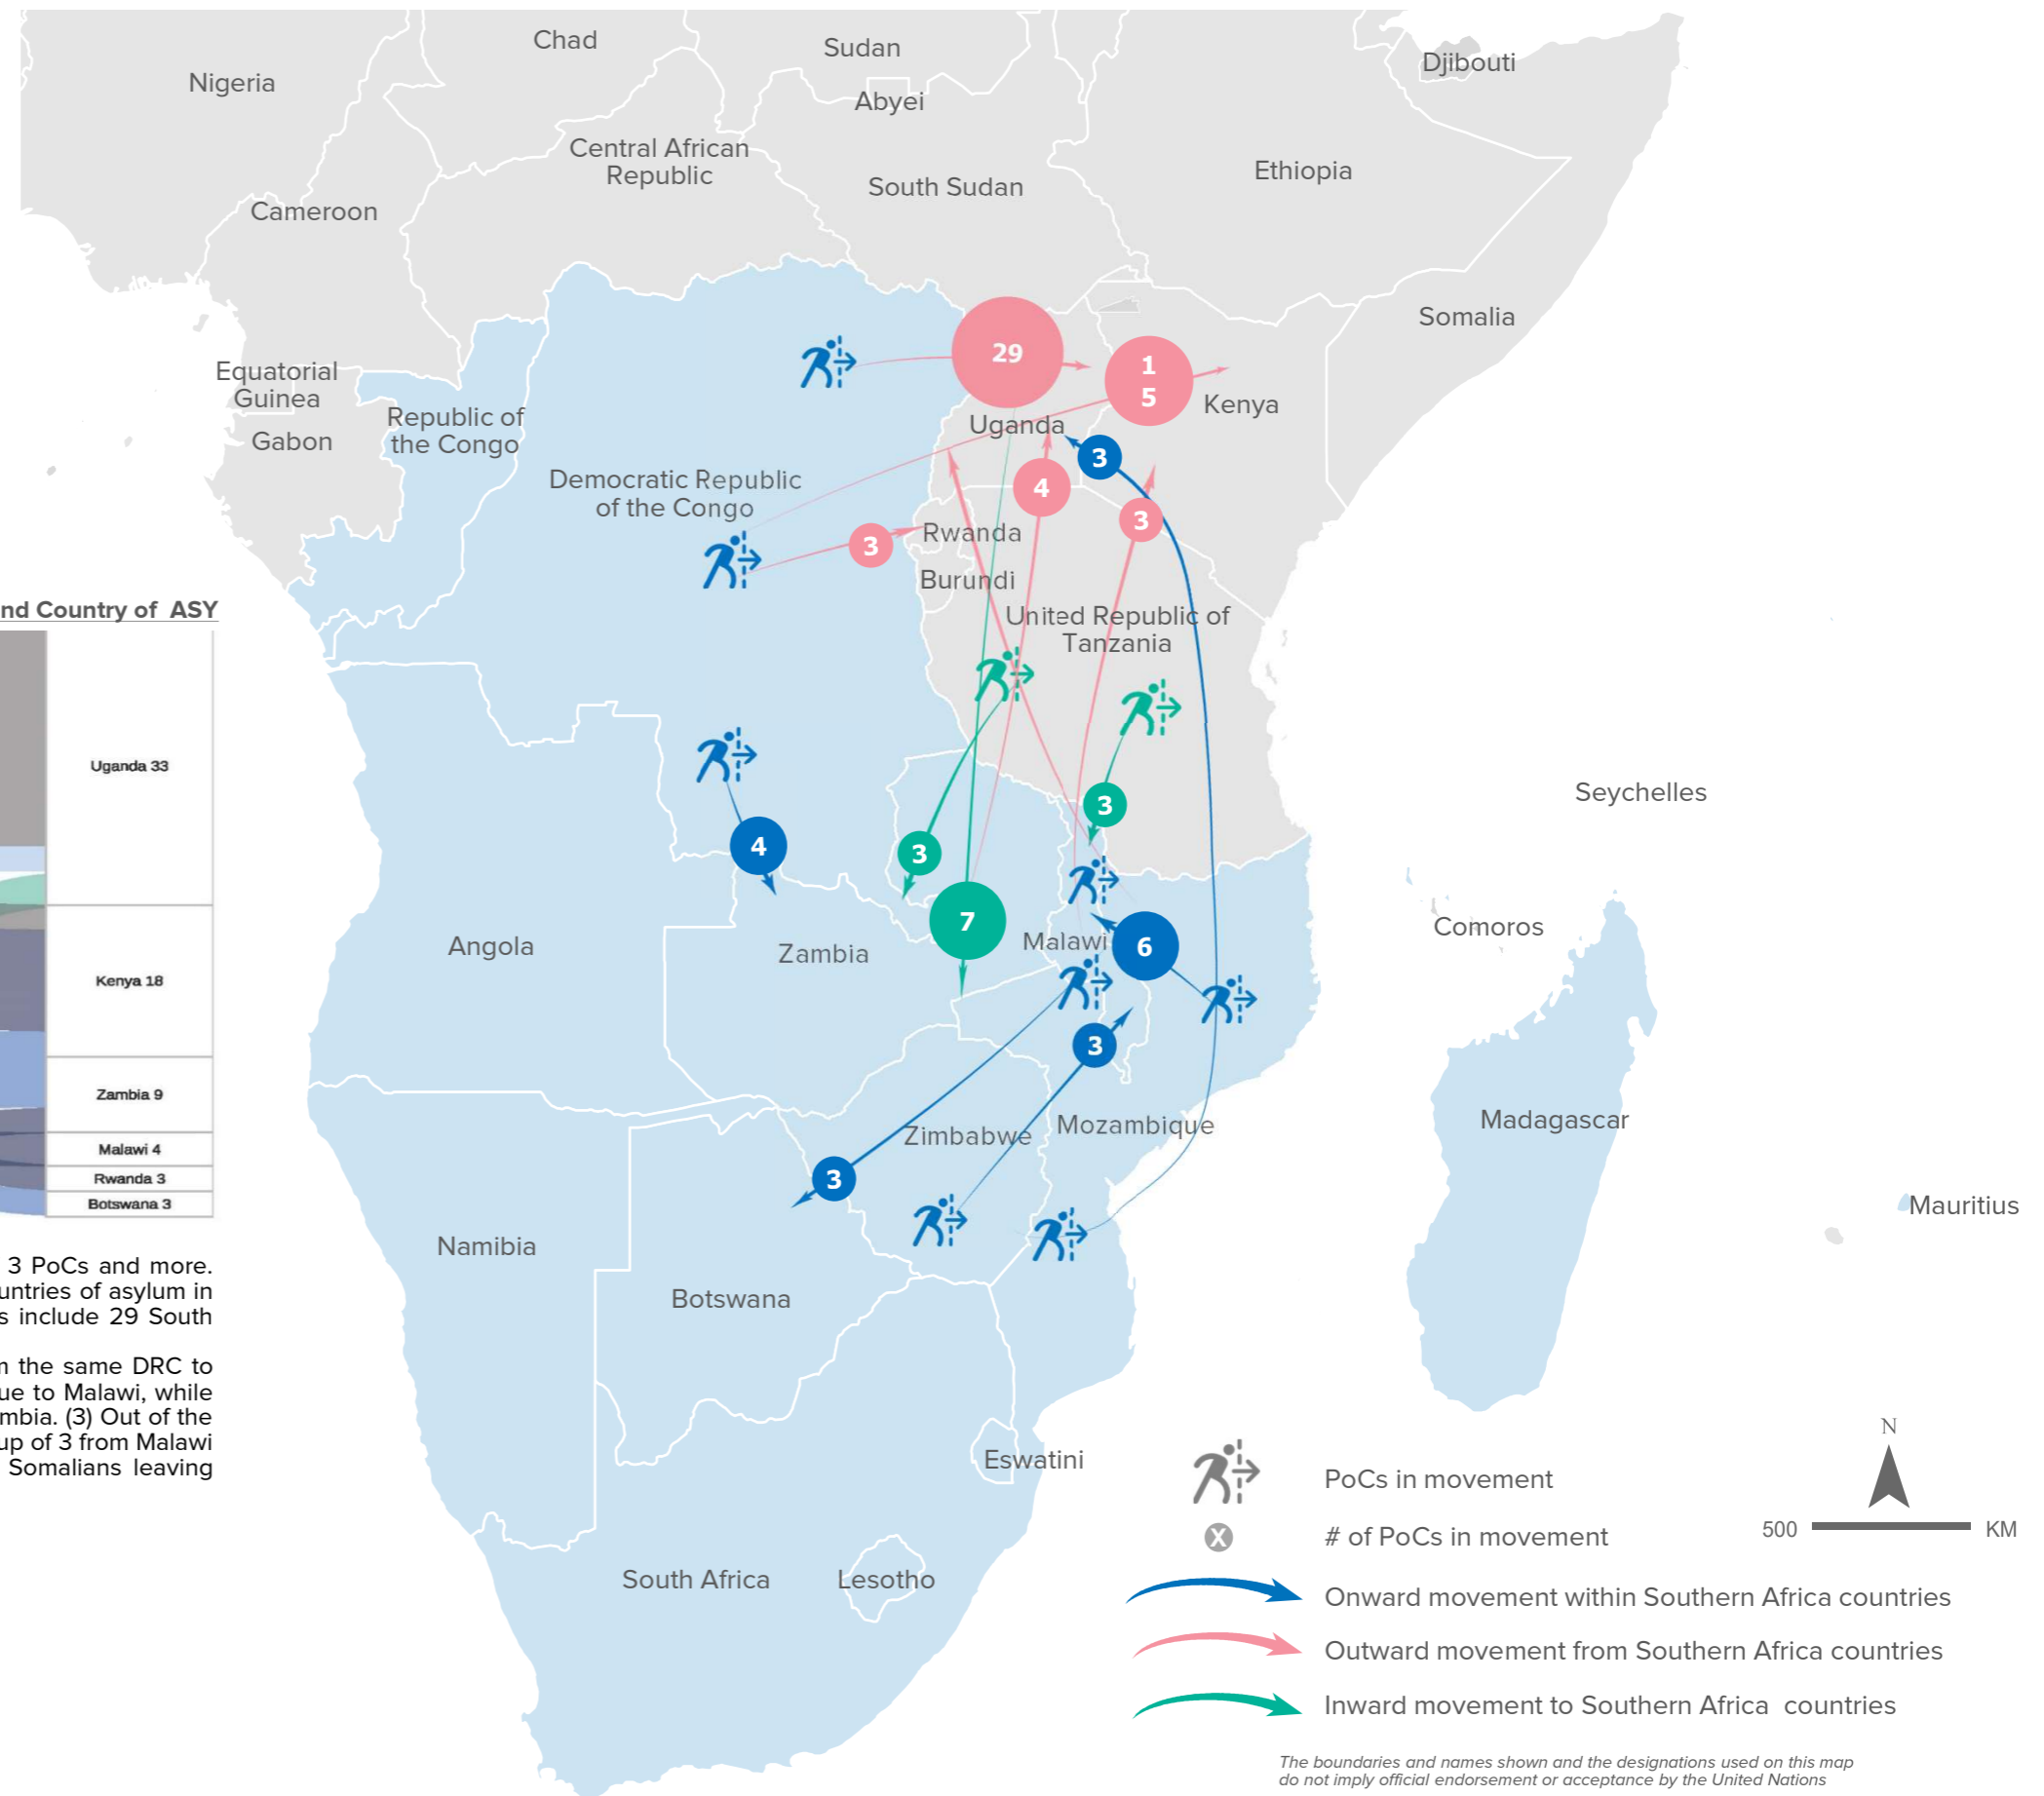 Chad
Sudan
Djibouti
Nigeria
Abyei
Central African
Republic
Ethiopia
South Sudan
Cameroon
Somalia
29
1
5
Equatorial
Guinea
Kenya
Republic of
the Congo
Uganda
Gabon
3
Democratic Republic
of the Congo
4
3
Rwanda
3
Burundi
nd Country of ASY
United Republic of
Tanzania
Uganda 33
Seychelles
3
4
3
7
Comoros
Angola
Zambia
Malawi
6
Kenya 18
3
Zambia 9
Zimbabwe
Mozambique
Madagascar
Malawi 4
Rwanda 3
3
Botswana 3
Mauritius
Namibia
3 PoCs and more.
untries of asylum in
s include 29 South
Botswana
n the same DRC to
ue to Malawi, while
mbia. (3) Out of the
up of 3 from Malawi
Somalians leaving
N
Eswatini
PoCs in movement
500 KM
X
# of PoCs in movement
South Africa
Lesotho
Onward movement within Southern Africa countries
Outward movement from Southern Africa countries
Inward movement to Southern Africa countries
The boundaries and names shown and the designations used on this map
do not imply official endorsement or acceptance by the United Nations